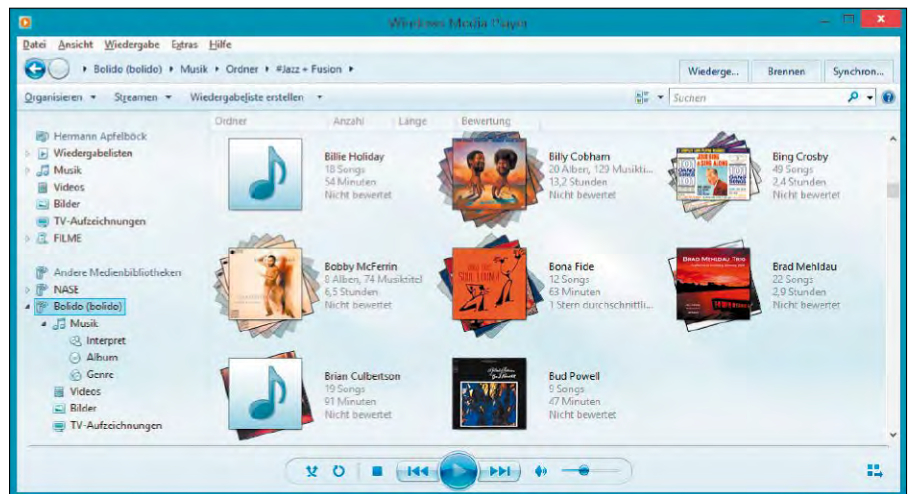 Windows Media Player
Datei Ansicht Wiedergabe Extras Hilfe
Bolido (bolido) Musik Ordner #Jazz + Fusion
Wiederge... Brennen Synchron...
Organisieren Streamen Wiedergabeliste erstellen
Suchen
Ordner Anzahl Länge Bewertung
Hermann Apfelböck
Wiedergabelisten
Musik
Videos
Bilder
TV-Aufzeichnungen
FILME
Andere Medienbibliotheken
NASE
Bolido (bolido)
Musik
Interpret
Album
Genre
Videos
Bilder
TV-Aufzeichnungen
Billie Holiday
18 Songs
54 Minuten
Nicht bewertet
Billy Cobham
20 Alben, 129 Musikti...
13,2 Stunden
Nicht bewertet
Bing Crosby
49 Songs
2,4 Stunden
Nicht bewertet
Bobby McFerrin
8 Alben, 74 Musiktitel
6,5 Stunden
Nicht bewertet
Bona Fide
12 Songs
63 Minuten
1 Stern durchschnittli...
BRAD MEHLDAU TRIO
Brad Mehldau
22 Songs
2,9 Stunden
Nicht bewertet
Brian Culbertson
19 Songs
91 Minuten
Nicht bewertet
Bud Powell
9 Songs
47 Minuten
Nicht bewertet